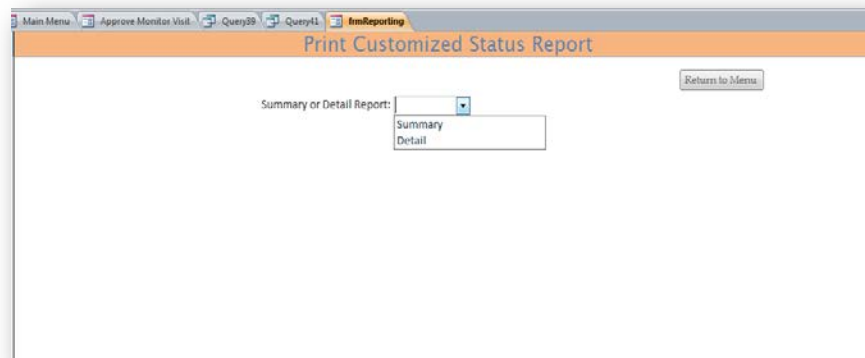 Main Menu Approve Monitor Visit Query39 Query41 frmReporting
Print Customized Status Report
Return to Menu
Summary or Detail Report:
Summary
Detail